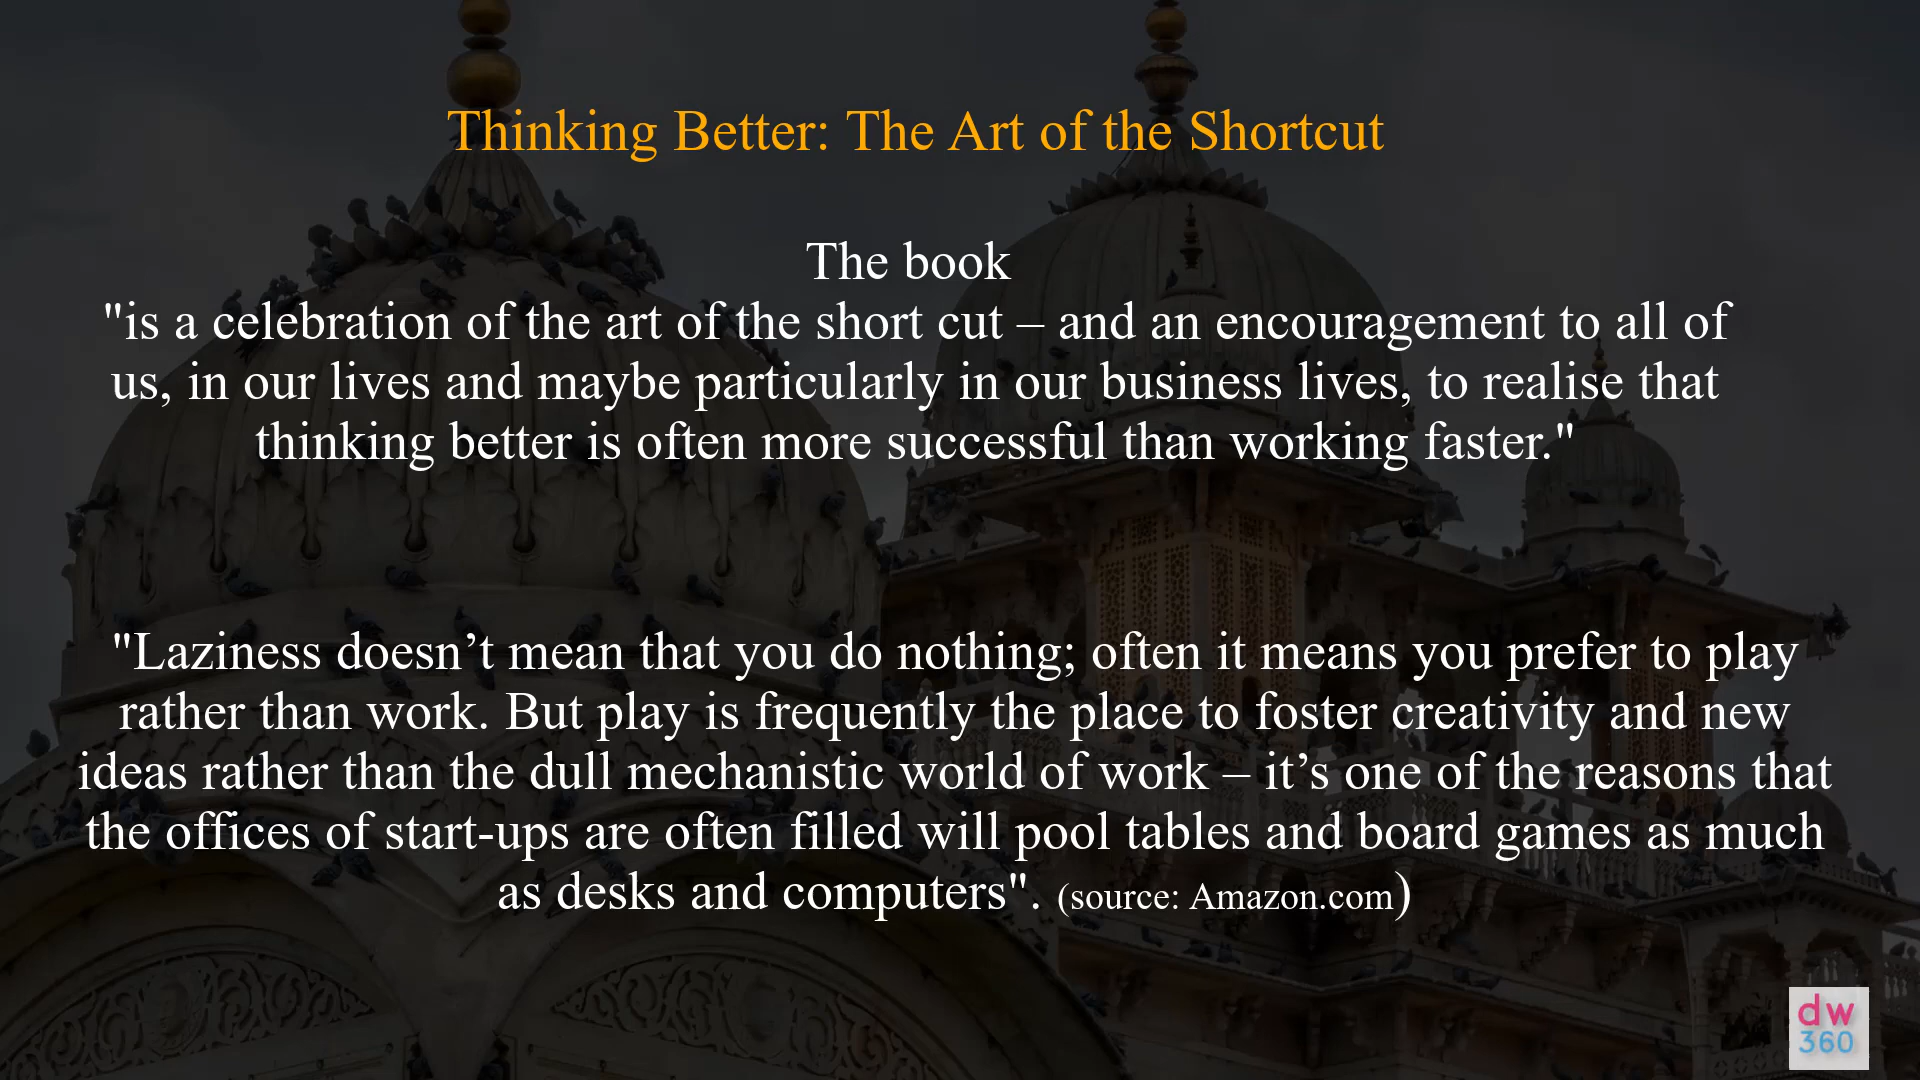 Thinking Better: The Art of the Shortcut
The book
"is a celebration of the art of the short cut – and an encouragement to all of
us, in our lives and maybe particularly in our business lives, to realise that
thinking better is often more successful than working faster."
"Laziness doesn’t mean that you do nothing; often it means you prefer to play
rather than work. But play is frequently the place to foster creativity and new
ideas rather than the dull mechanistic world of work – it’s one of the reasons that
the offices of start-ups are often filled will pool tables and board games as much
as desks and computers". (source: Amazon.com)
dw
360